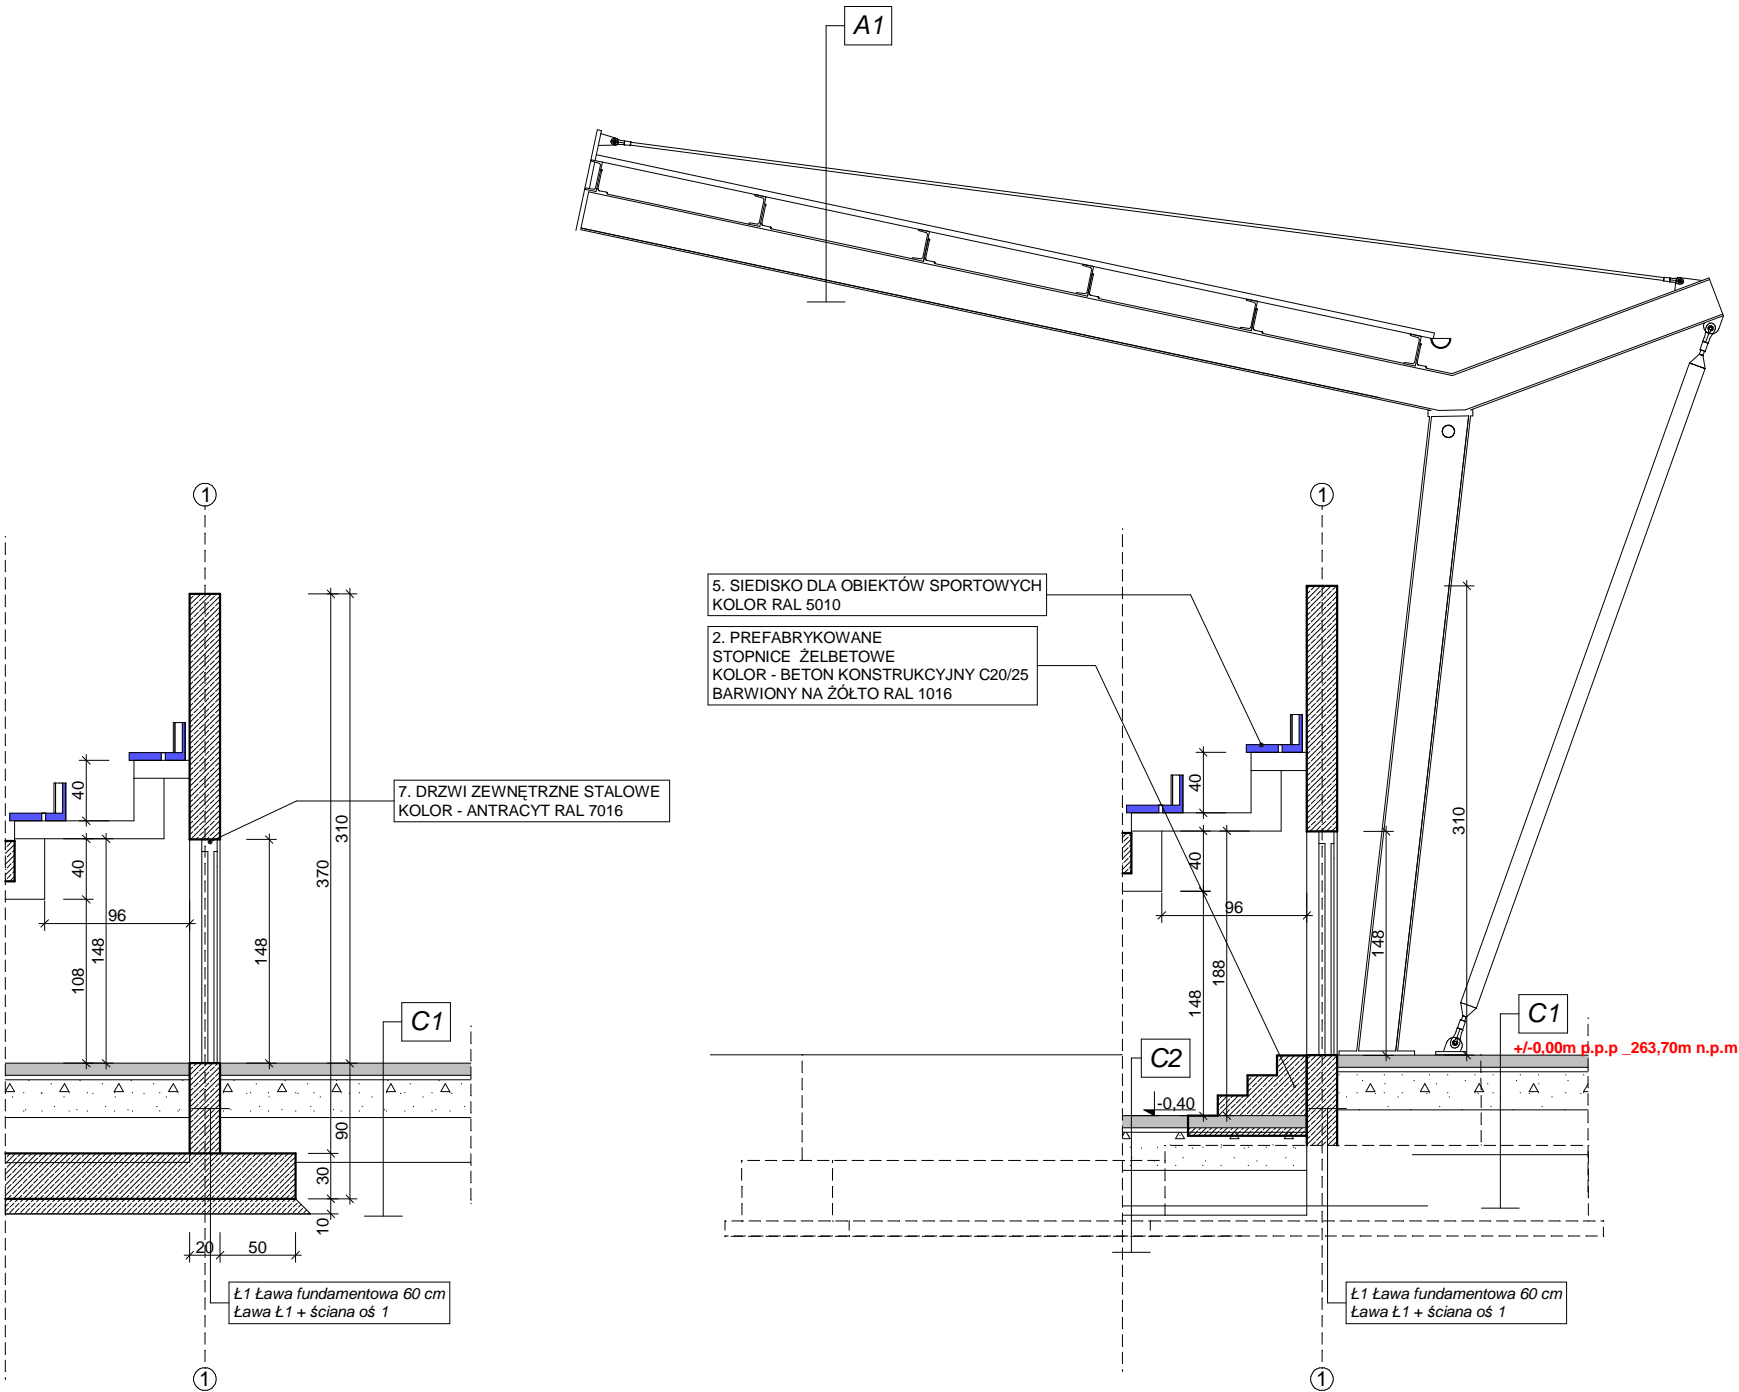 A1
1
1
5. SIEDISKO DLA OBIEKTÓW SPORTOWYCH
KOLOR RAL 5010
2. PREFABRYKOWANE
STOPNICE ŻELBETOWE
KOLOR - BETON KONSTRUKCYJNY C20/25
BARWIONY NA ŻÓŁTO RAL 1016
7. DRZWI ZEWNĘTRZNE STALOWE
KOLOR - ANTRACYT RAL 7016
40
40
96
148
108
148
310
370
90
30
10
20
50
C1
Ł1 Ława fundamentowa 60 cm
Ława Ł1 + ściana oś 1
1
40
40
96
188
148
148
310
C2
-0,40
C1
+/-0,00m p.p.p _263,70m n.p.m
Ł1 Ława fundamentowa 60 cm
Ława Ł1 + ściana oś 1
1